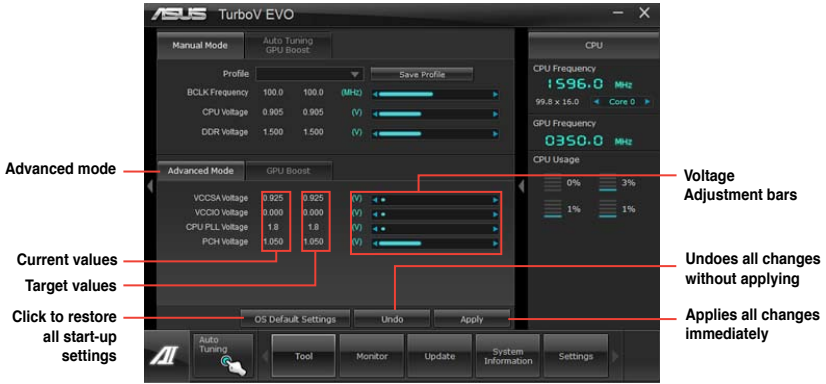 ASUS TurboV EVO
Manual Mode
Auto Tuning
GPU Boost
Profile
Save Profile
BCLK Frequency 100.0 100.0 (MHz)
CPU Voltage 0.905 0.905 (V)
DDR Voltage 1.500 1.500 (V)
CPU
CPU Frequency
1596.0 MHz
99.8 x 16.0 Core 0
GPU Frequency
0350.0 MHz
CPU Usage
0% 3%
1% 1%
Advanced mode
Advanced Mode
GPU Boost
VCCSA Voltage 0.925 0.925 (V)
VCCIO Voltage 0.000 0.000 (V)
CPU PLL Voltage 1.8 1.8 (V)
PCH Voltage 1.050 1.050 (V)
Voltage
Adjustment bars
Current values
Target values
Undoes all changes
without applying
Click to restore
all start-up
settings
OS Default Settings
Undo
Apply
Applies all changes
immediately
AI
Auto
Tuning
Tool
Monitor
Update
System
Information
Settings